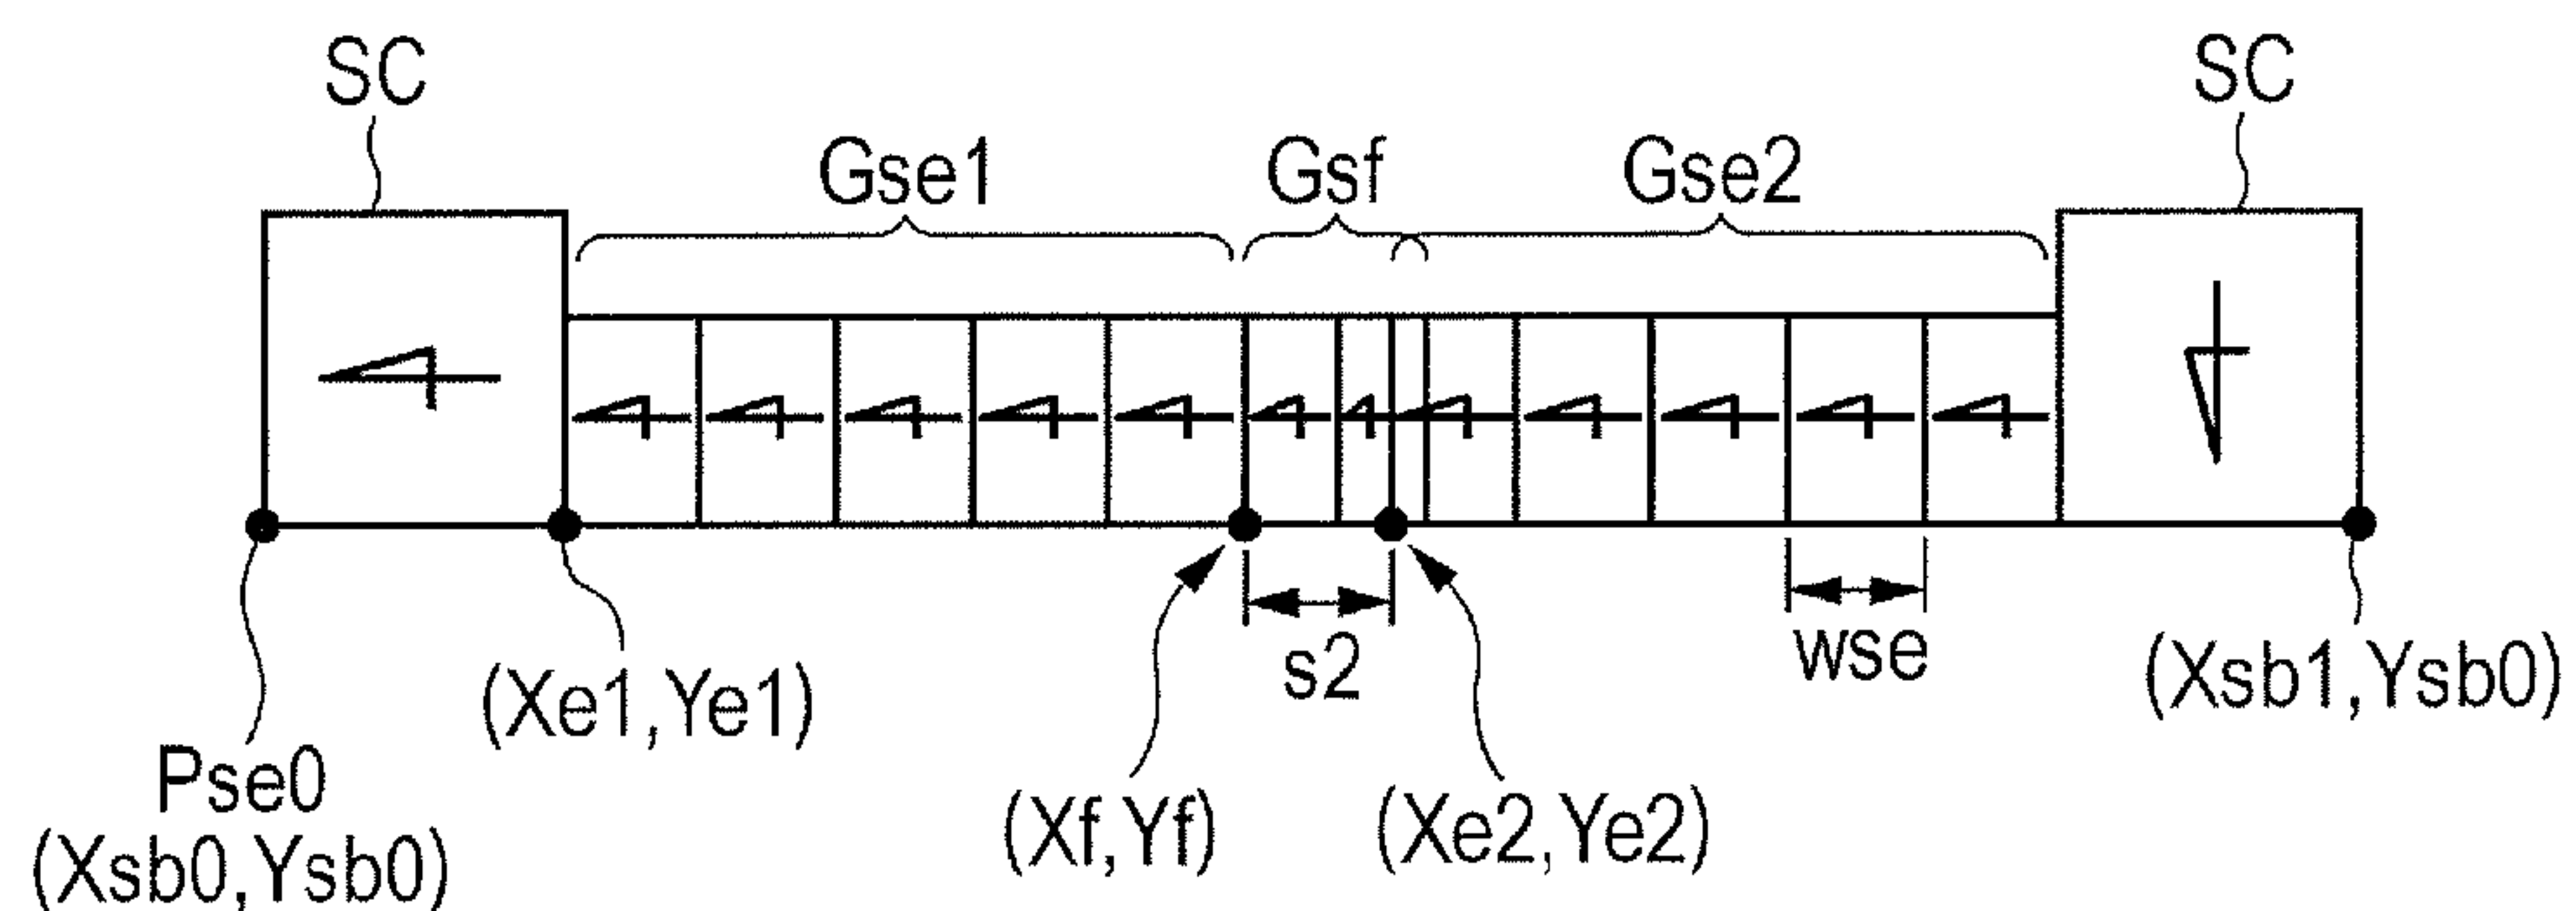 SC
SC
Gse1
Gsf
Gse2
s2
wse
(Xe1,Ye1)
(Xsb1,Ysb0)
Pse0
(Xsb0,Ysb0)
(Xf,Yf)
(Xe2,Ye2)